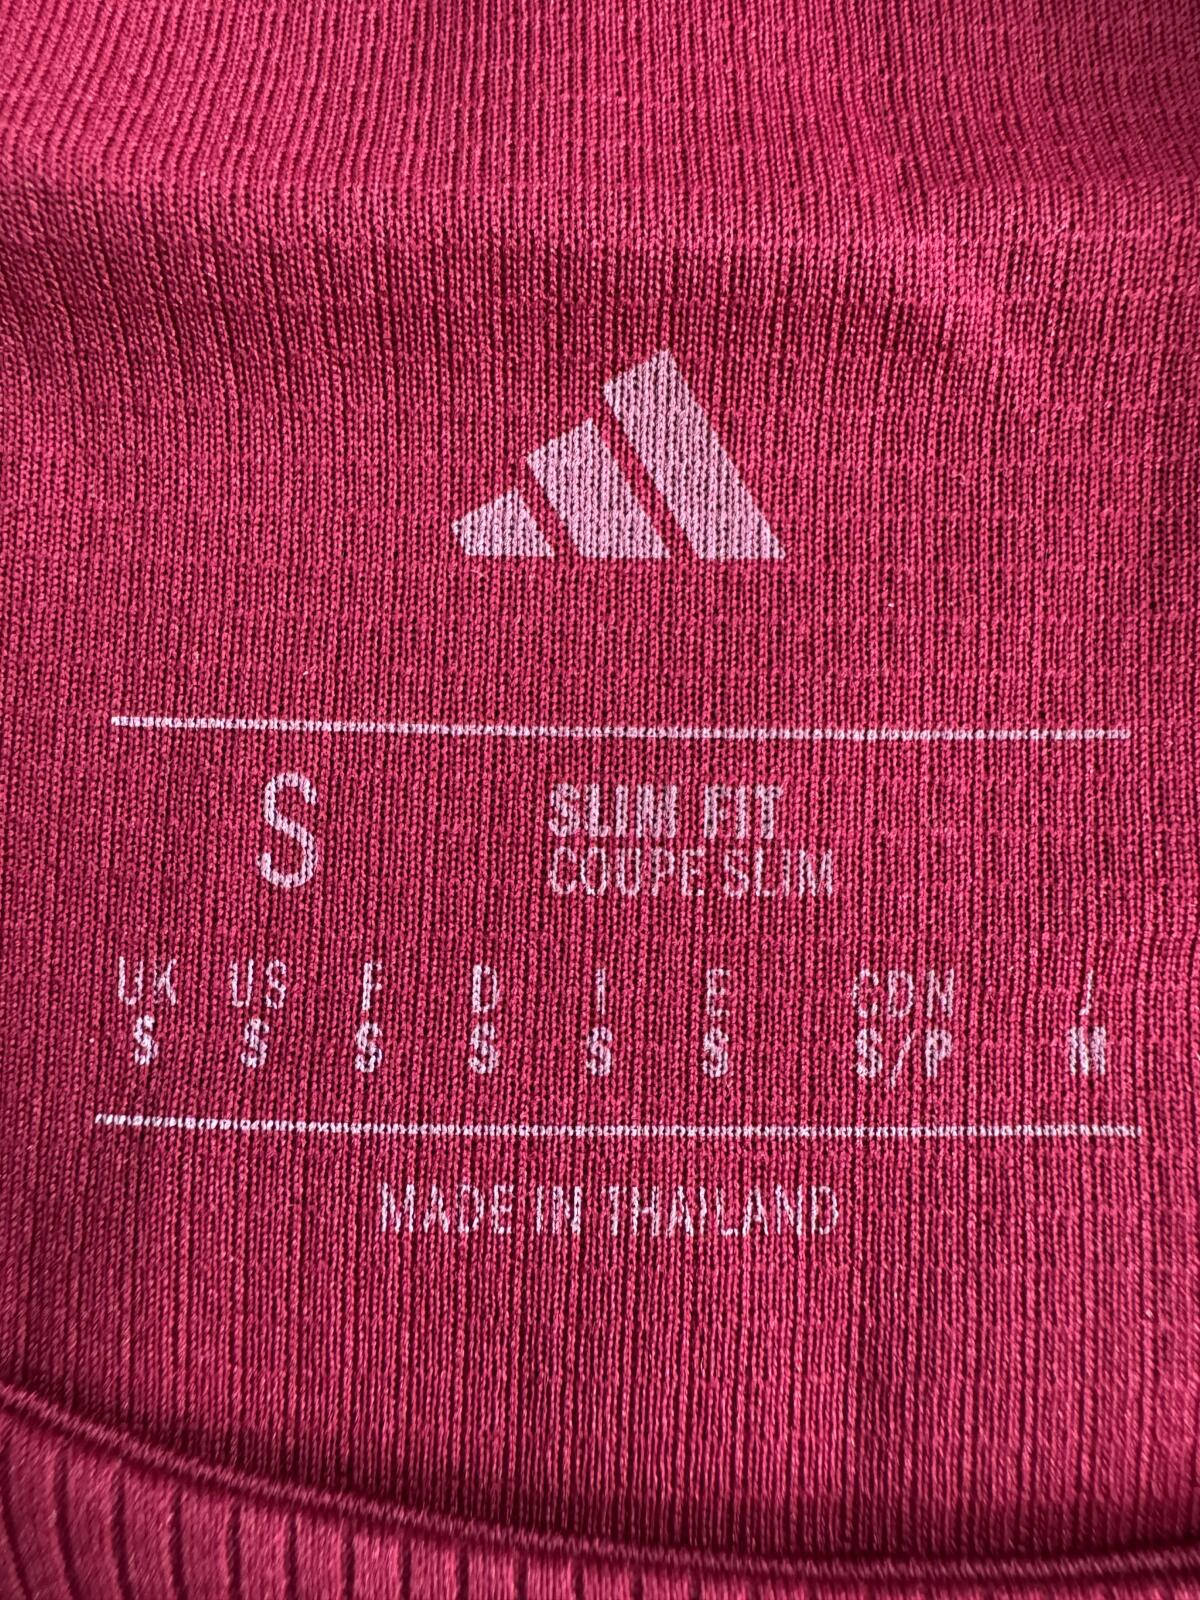 S
SLIM FIT
COUPE SLIM
UK US F D I E CDN J
S S S S S S S/P M
MADE IN THAILAND